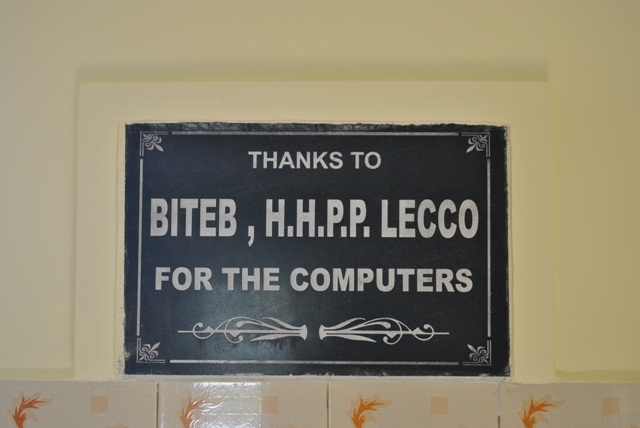 THANKS TO
BITEB , H.H.P.P. LECCO
FOR THE COMPUTERS